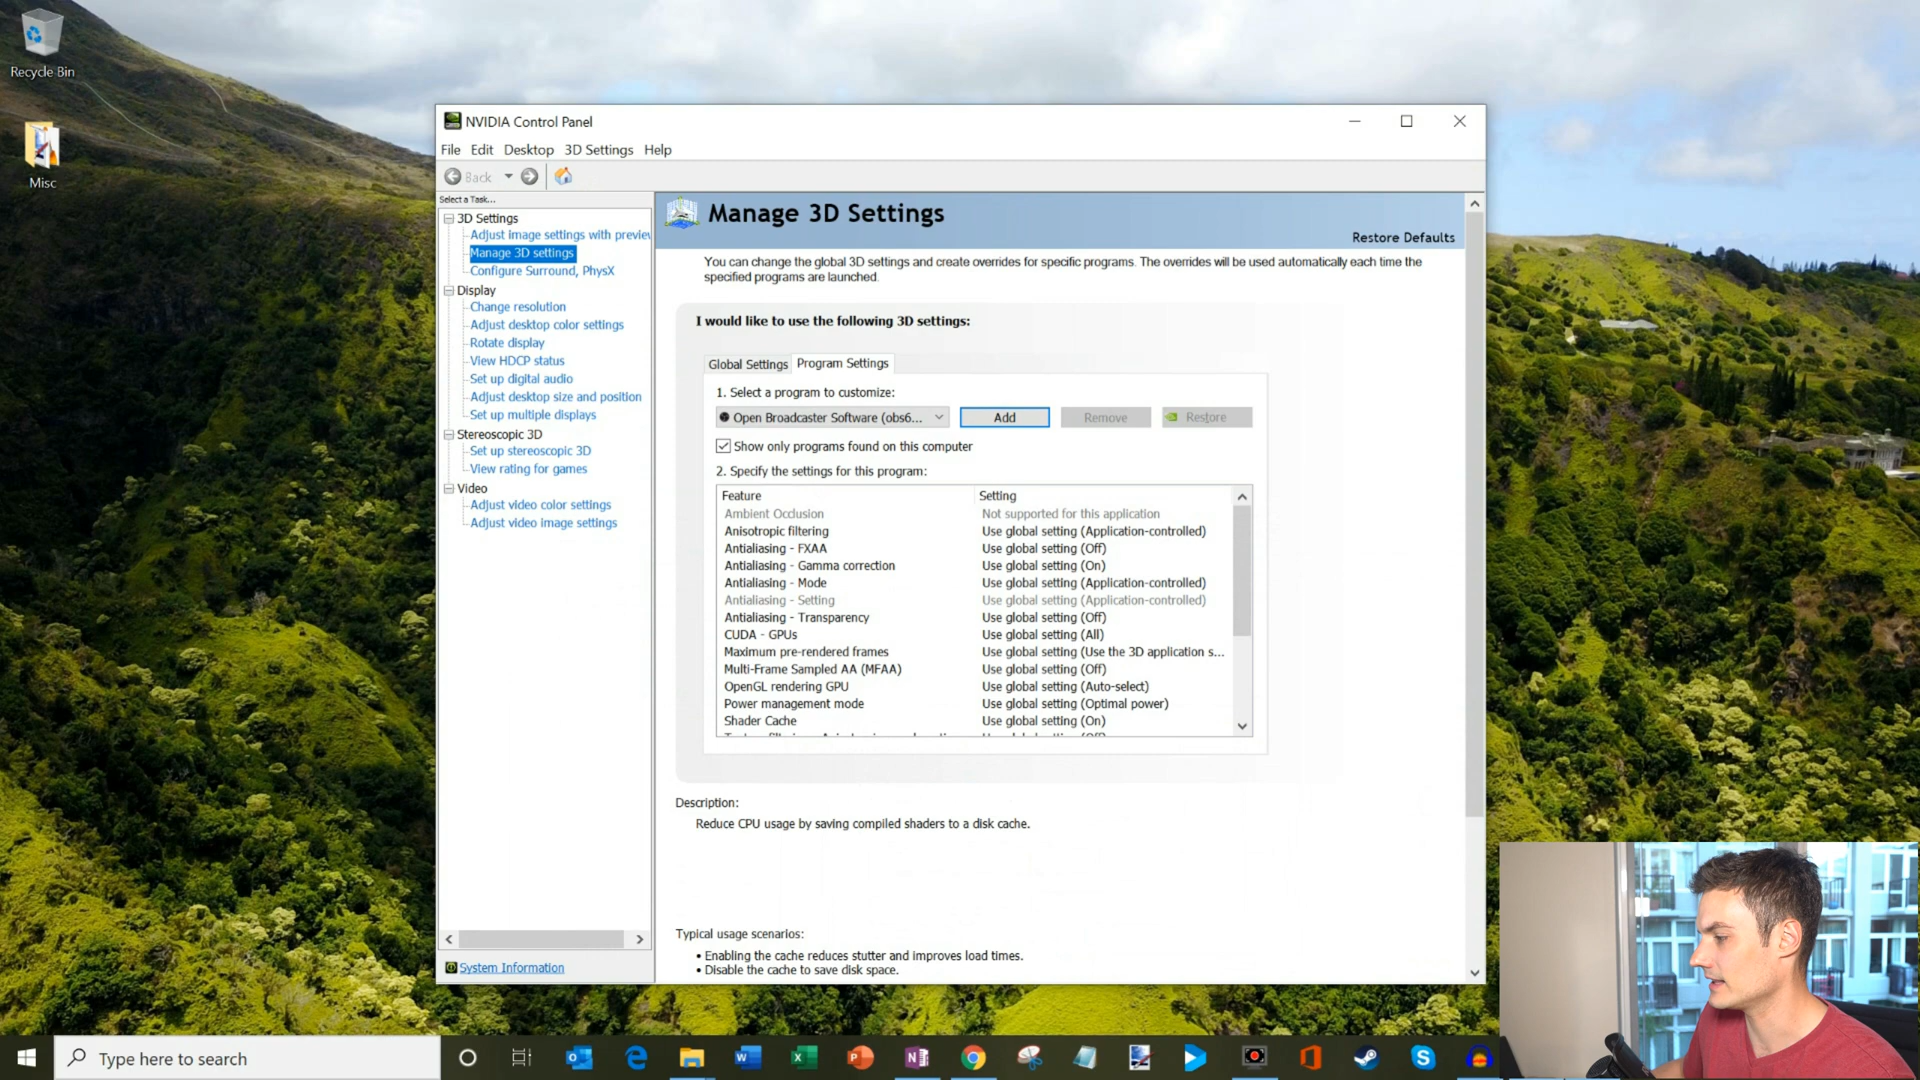 Recycle Bin
Misc
NVIDIA Control Panel
File Edit Desktop 3D Settings Help
Back
Select a Task...
3D Settings
Adjust image settings with preview
Manage 3D settings
Configure Surround, PhysX
Display
Change resolution
Adjust desktop color settings
Rotate display
View HDCP status
Set up digital audio
Adjust desktop size and position
Set up multiple displays
Stereoscopic 3D
Set up stereoscopic 3D
View rating for games
Video
Adjust video color settings
Adjust video image settings
System Information
Manage 3D Settings
Restore Defaults
You can change the global 3D settings and create overrides for specific programs. The overrides will be used automatically each time the
specified programs are launched.
I would like to use the following 3D settings:
Global Settings Program Settings
1. Select a program to customize:
Open Broadcaster Software (obs6... Add Remove Restore
Show only programs found on this computer
2. Specify the settings for this program:
Feature Setting
Ambient Occlusion Not supported for this application
Anisotropic filtering Use global setting (Application-controlled)
Antialiasing - FXAA Use global setting (Off)
Antialiasing - Gamma correction Use global setting (On)
Antialiasing - Mode Use global setting (Application-controlled)
Antialiasing - Setting Use global setting (Application-controlled)
Antialiasing - Transparency Use global setting (Off)
CUDA - GPUs Use global setting (All)
Maximum pre-rendered frames Use global setting (Use the 3D application s...
Multi-Frame Sampled AA (MFAA) Use global setting (Off)
OpenGL rendering GPU Use global setting (Auto-select)
Power management mode Use global setting (Optimal power)
Shader Cache Use global setting (On)
Description:
Reduce CPU usage by saving compiled shaders to a disk cache.
Typical usage scenarios:
• Enabling the cache reduces stutter and improves load times.
• Disable the cache to save disk space.
Type here to search